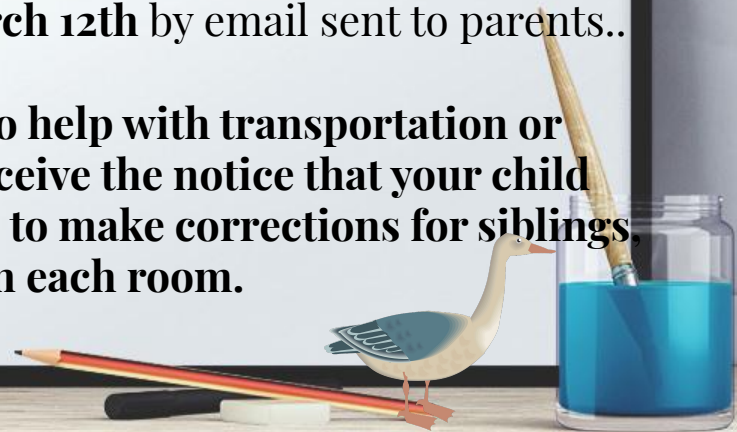 rch 12th by email sent to parents..
o help with transportation or
ceive the notice that your child
to make corrections for siblings,
n each room.